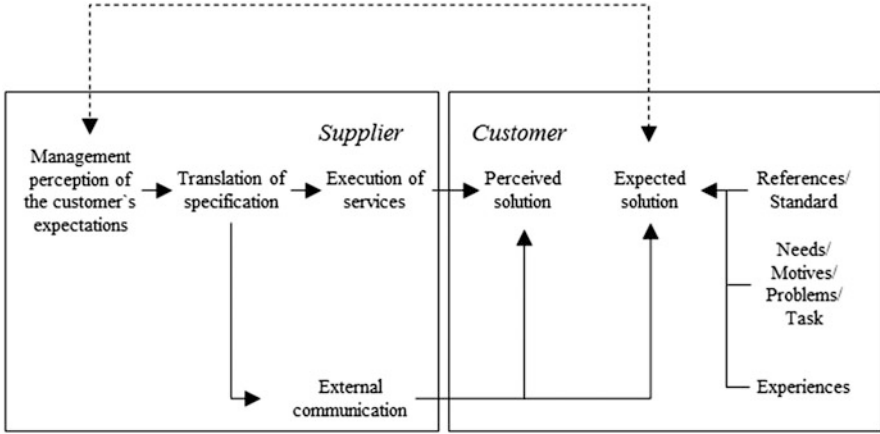 Supplier
Customer
Management
perception of
the customer`s
expectations
Translation of
specification
Execution of
services
Perceived
solution
Expected
solution
References/
Standard
Needs/
Motives/
Problems/
Task
External
communication
Experiences